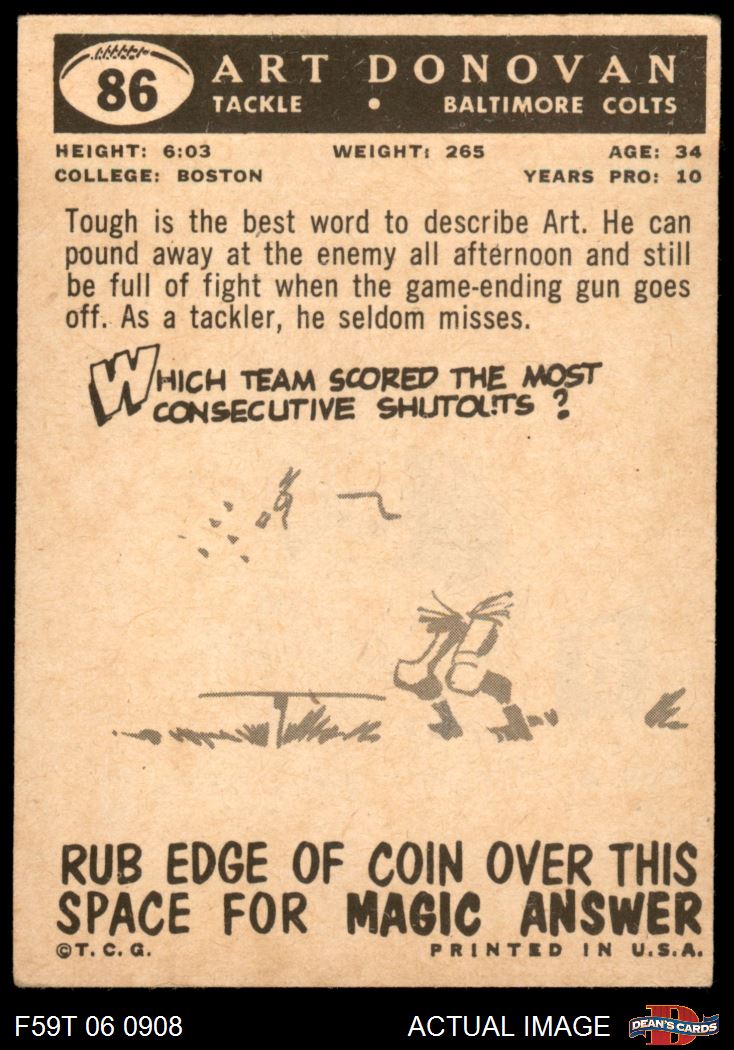 86
ART DONOVAN
TACKLE • BALTIMORE COLTS
HEIGHT: 6:03 WEIGHT: 265 AGE: 34
COLLEGE: BOSTON YEARS PRO: 10
Tough is the best word to describe Art. He can
pound away at the enemy all afternoon and still
be full of fight when the game-ending gun goes
off. As a tackler, he seldom misses.
WHICH TEAM SCORED THE MOST
CONSECUTIVE SHUTOUTS ?
RUB EDGE OF COIN OVER THIS
SPACE FOR MAGIC ANSWER
©T. C. G. PRINTED IN U.S.A.
F59T 06 0908 ACTUAL IMAGE D DEAN'S CARDS